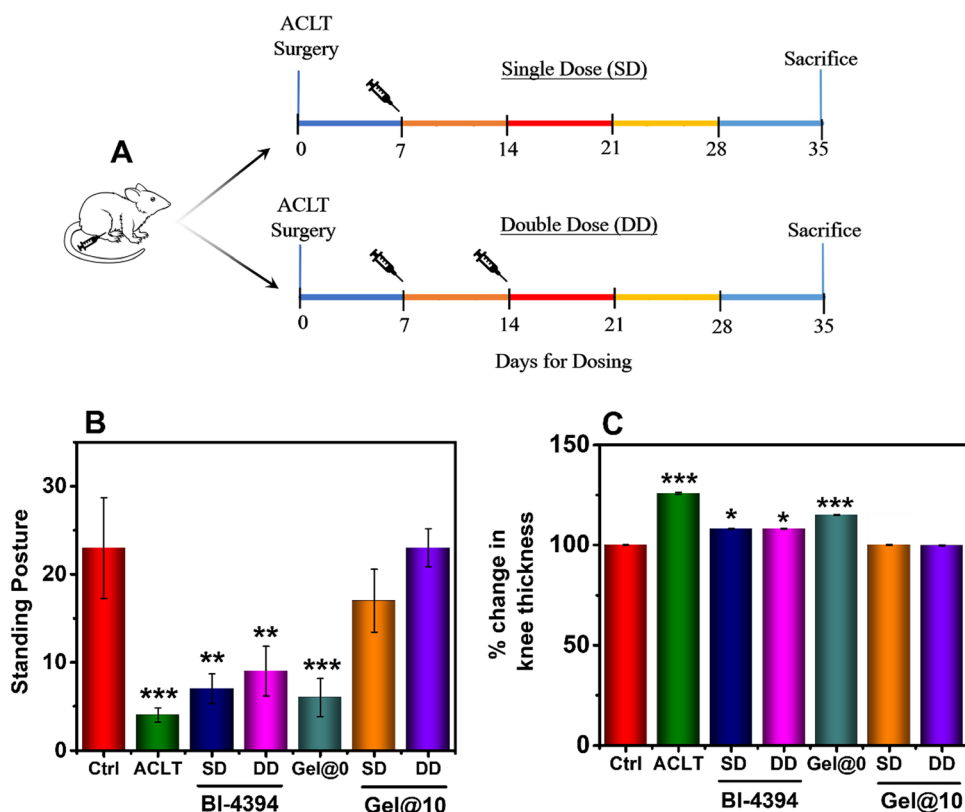 ACLT
Surgery
Single Dose (SD)
Sacrifice
0 7 14 21 28 35
A
ACLT
Surgery
Double Dose (DD)
Sacrifice
0 7 14 21 28 35
Days for Dosing
B
Standing Posture
30
20
10
0
***
**
**
***
Ctrl ACLT SD DD Gel@0 SD DD
BI-4394 Gel@10
C
% change in
knee thickness
150
100
50
0
***
*
*
***
Ctrl ACLT SD DD Gel@0 SD DD
BI-4394 Gel@10